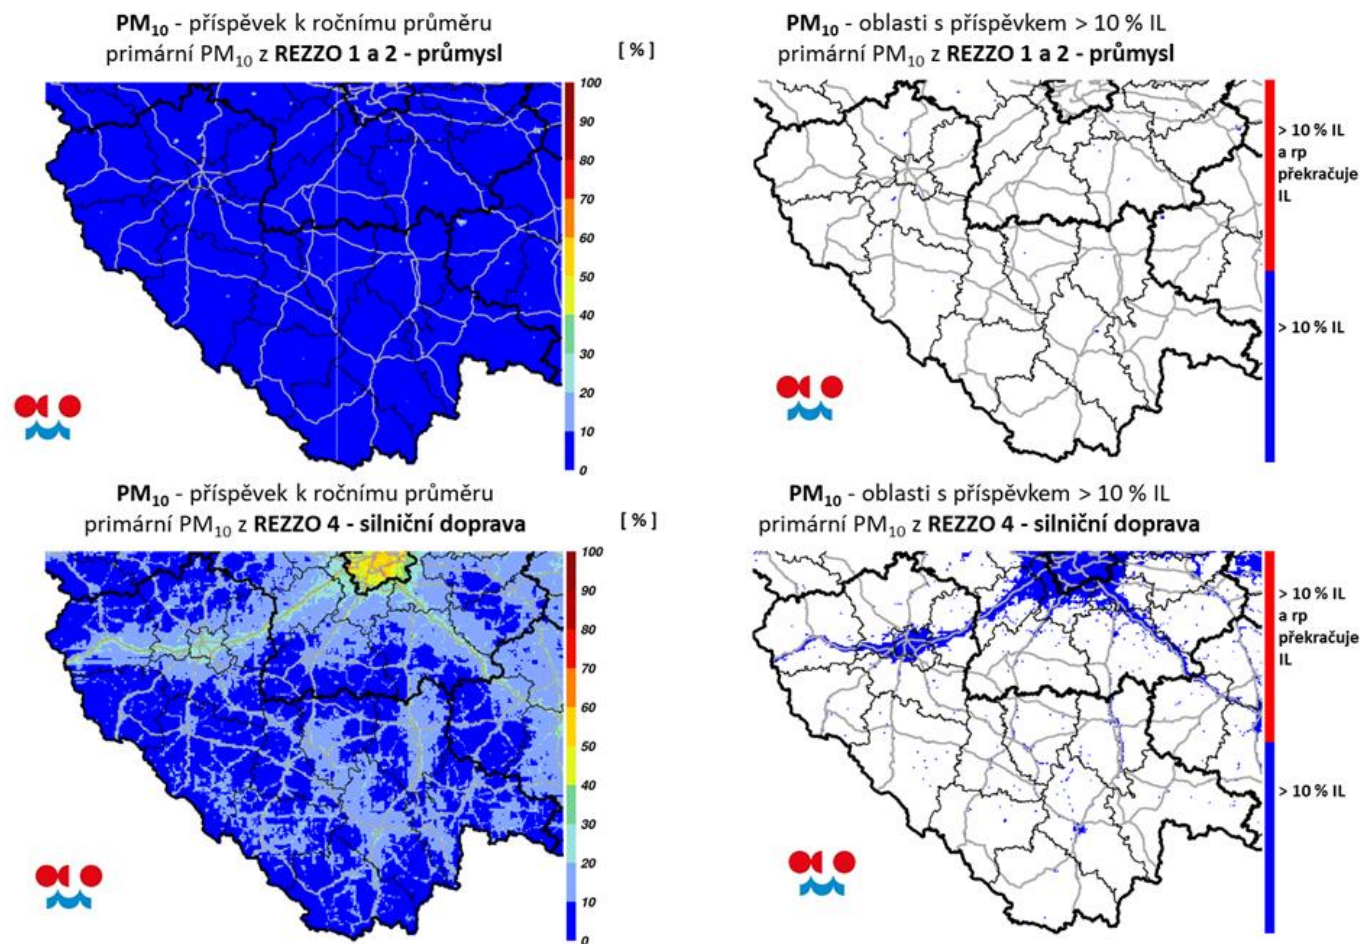 PM₁₀ - příspěvek k ročnímu průměru
primární PM₁₀ z REZZO 1 a 2 - průmysl
[ % ]
100
90
80
70
60
50
40
30
20
10
0
PM₁₀ - oblasti s příspěvkem > 10 % IL
primární PM₁₀ z REZZO 1 a 2 - průmysl
> 10 % IL
a rp
překračuje
IL
> 10 % IL
PM₁₀ - příspěvek k ročnímu průměru
primární PM₁₀ z REZZO 4 - silniční doprava
[ % ]
100
90
80
70
60
50
40
30
20
10
0
PM₁₀ - oblasti s příspěvkem > 10 % IL
primární PM₁₀ z REZZO 4 - silniční doprava
> 10 % IL
a rp
překračuje
IL
> 10 % IL